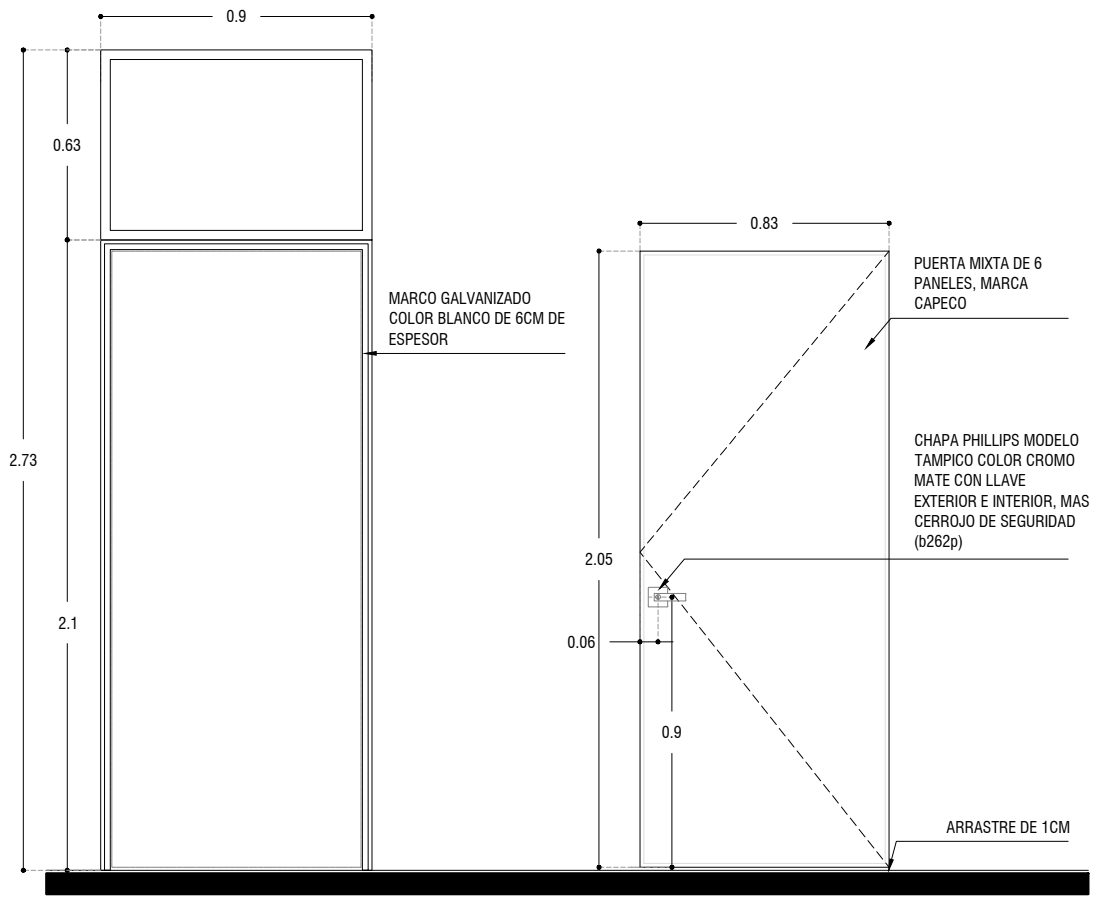 0.9
0.63
2.73
2.1
MARCO GALVANIZADO
COLOR BLANCO DE 6CM DE
ESPESOR
0.83
PUERTA MIXTA DE 6
PANELES, MARCA
CAPECO
CHAPA PHILLIPS MODELO
TAMPICO COLOR CROMO
MATE CON LLAVE
EXTERIOR E INTERIOR, MAS
CERROJO DE SEGURIDAD
(b262p)
2.05
0.06
0.9
ARRASTRE DE 1CM